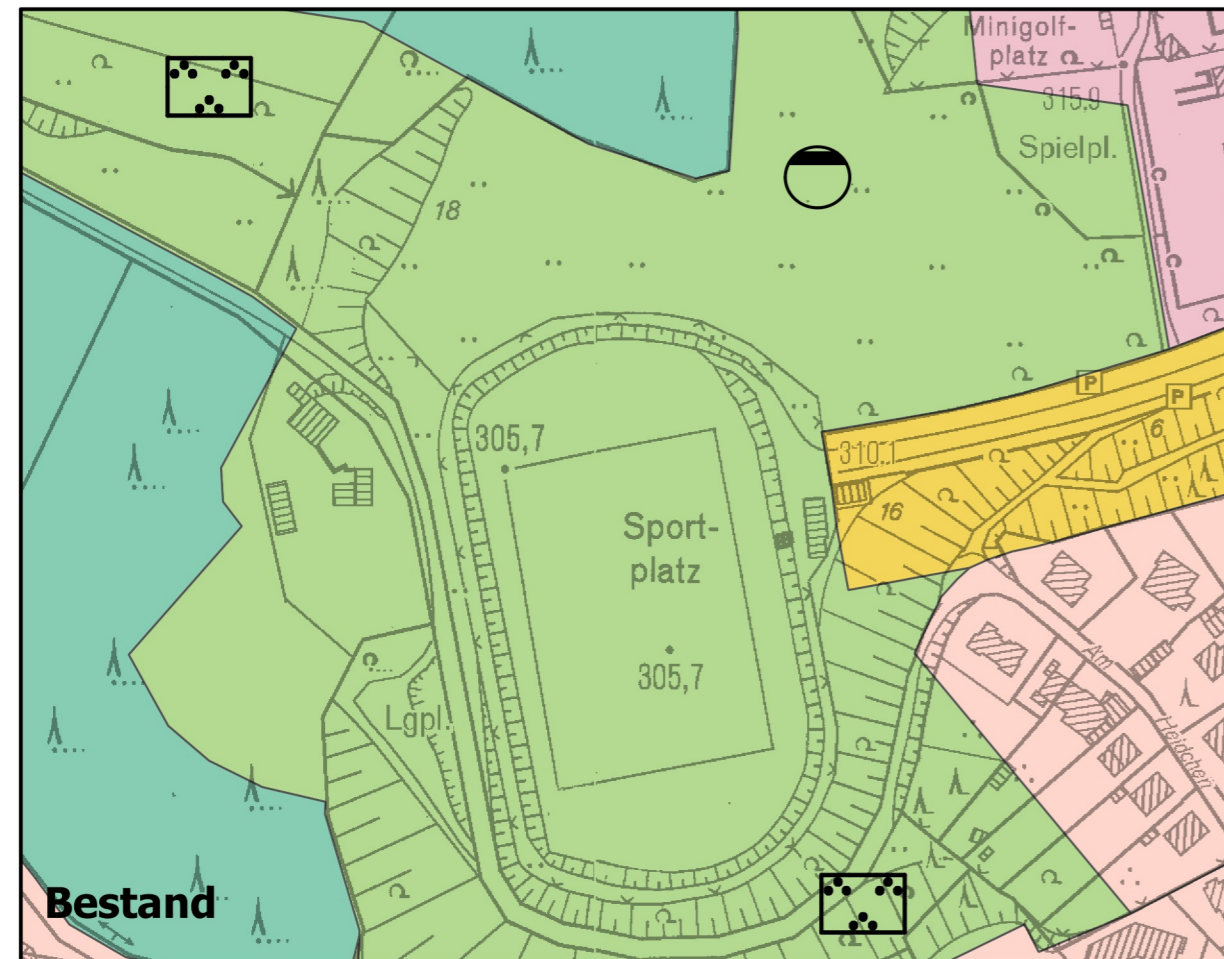 Minigolf-
platz
315,9
Spielpl.
18
305,7
310,1
P
P
6
16
Sport-
platz
305,7
Lgpl.
Am
Heidchen
Bestand